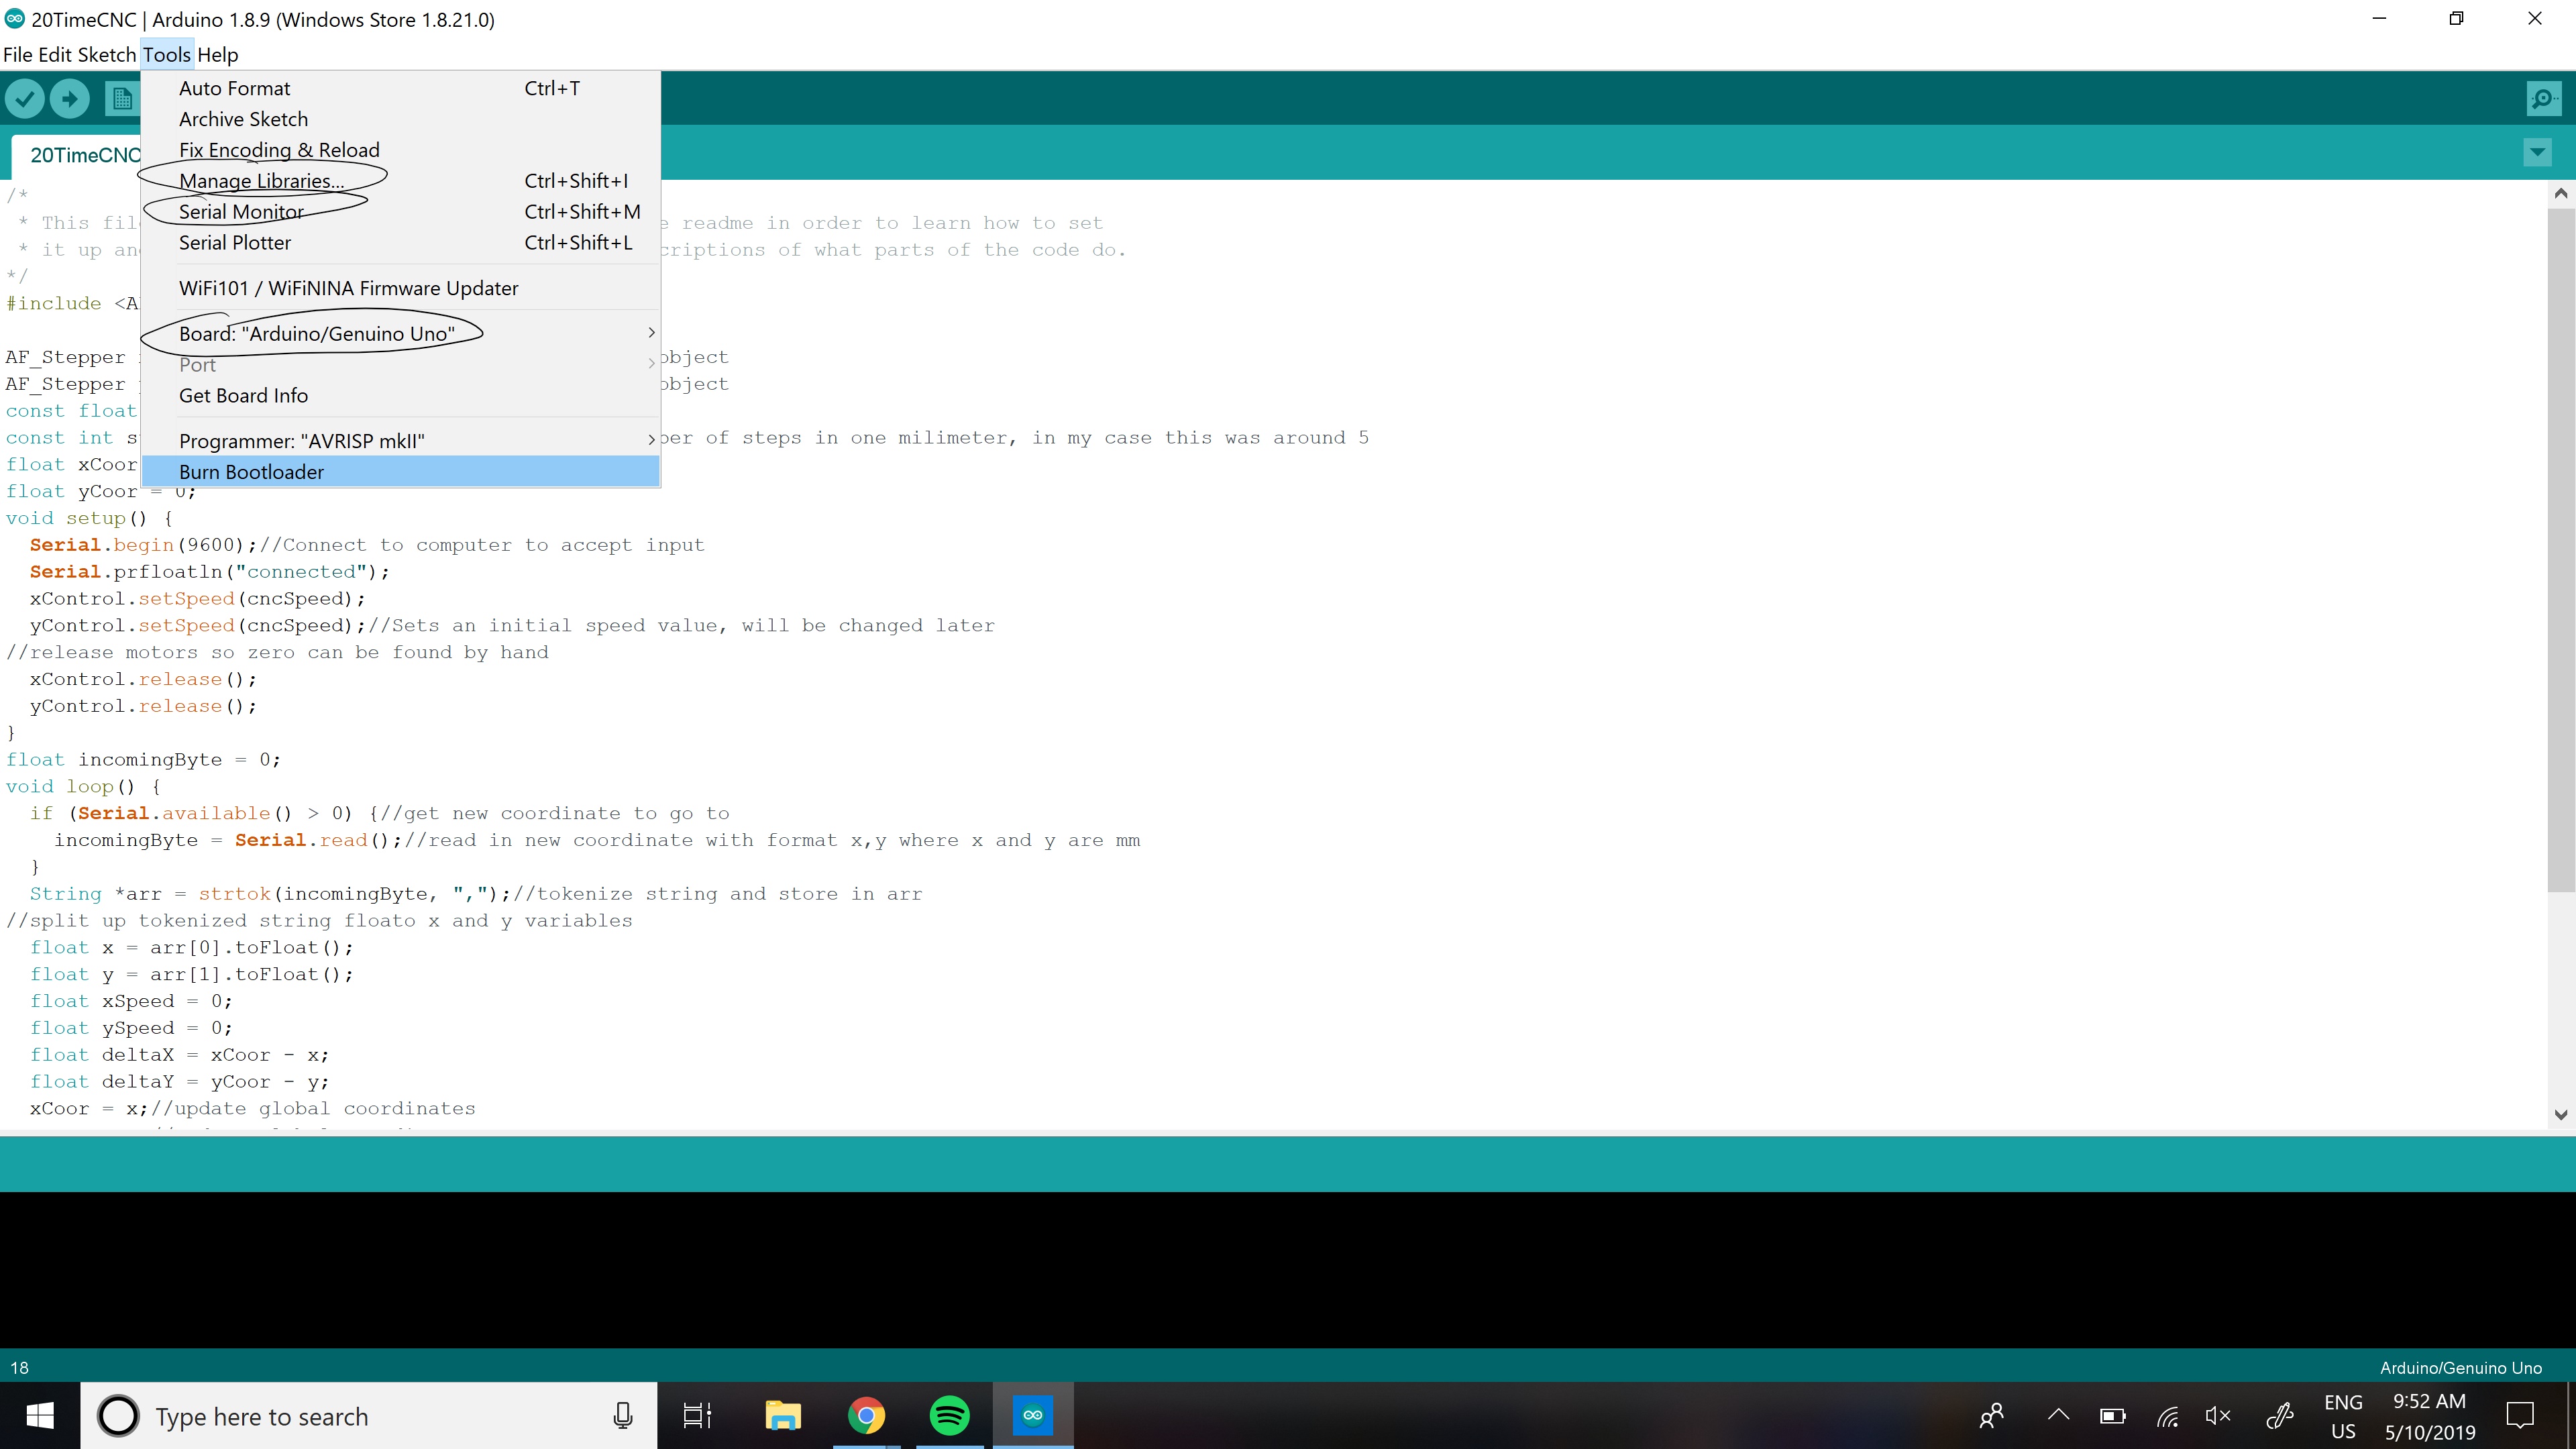 20TimeCNC | Arduino 1.8.9 (Windows Store 1.8.21.0)
File Edit Sketch Tools Help
Auto Format Ctrl+T
Archive Sketch
Fix Encoding & Reload
Manage Libraries... Ctrl+Shift+I
Serial Monitor Ctrl+Shift+M
Serial Plotter Ctrl+Shift+L
WiFi101 / WiFiNINA Firmware Updater
Board: "Arduino/Genuino Uno"
Port
Get Board Info
Programmer: "AVRISP mkII"
Burn Bootloader
20TimeCNC
/*
* This fil readme in order to learn how to set
* it up an criptions of what parts of the code do.
*/
#include <A
AF_Stepper object
AF_Stepper object
const float
const int s ber of steps in one milimeter, in my case this was around 5
float xCoor
float yCoor = 0;
void setup() {
Serial.begin(9600);//Connect to computer to accept input
Serial.prfloatln("connected");
xControl.setSpeed(cncSpeed);
yControl.setSpeed(cncSpeed);//Sets an initial speed value, will be changed later
//release motors so zero can be found by hand
xControl.release();
yControl.release();
}
float incomingByte = 0;
void loop() {
if (Serial.available() > 0) {//get new coordinate to go to
incomingByte = Serial.read();//read in new coordinate with format x,y where x and y are mm
}
String *arr = strtok(incomingByte, ",");//tokenize string and store in arr
//split up tokenized string floato x and y variables
float x = arr[0].toFloat();
float y = arr[1].toFloat();
float xSpeed = 0;
float ySpeed = 0;
float deltaX = xCoor - x;
float deltaY = yCoor - y;
xCoor = x;//update global coordinates
18 Arduino/Genuino Uno
Type here to search
ENG
US
9:52 AM
5/10/2019